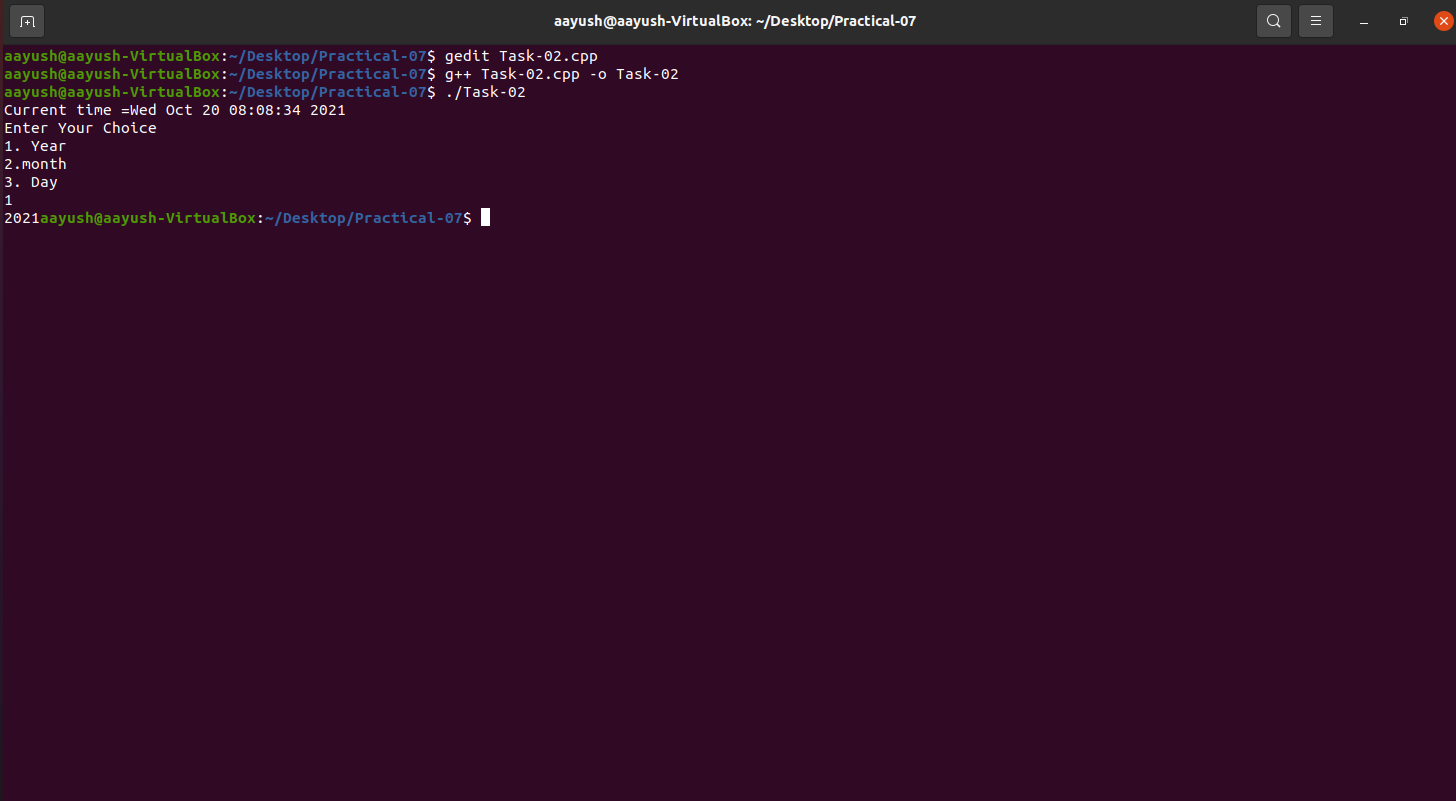 aayush@aayush-VirtualBox: ~/Desktop/Practical-07
aayush@aayush-VirtualBox:~/Desktop/Practical-07$ gedit Task-02.cpp
aayush@aayush-VirtualBox:~/Desktop/Practical-07$ g++ Task-02.cpp -o Task-02
aayush@aayush-VirtualBox:~/Desktop/Practical-07$ ./Task-02
Current time =Wed Oct 20 08:08:34 2021
Enter Your Choice
1. Year
2.month
3. Day
1
2021aayush@aayush-VirtualBox:~/Desktop/Practical-07$